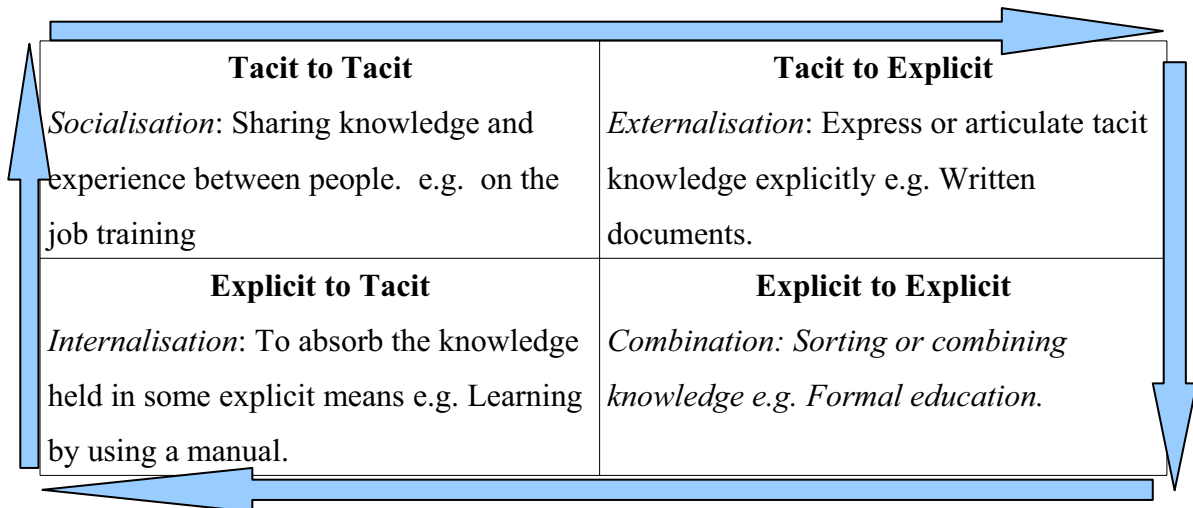 Tacit to Tacit
Socialisation: Sharing knowledge and
experience between people.  e.g.  on the
job training
Tacit to Explicit
Externalisation: Express or articulate tacit
knowledge explicitly e.g. Written
documents.
Explicit to Tacit
Internalisation: To absorb the knowledge
held in some explicit means e.g. Learning
by using a manual.
Explicit to Explicit
Combination: Sorting or combining
knowledge e.g. Formal education.